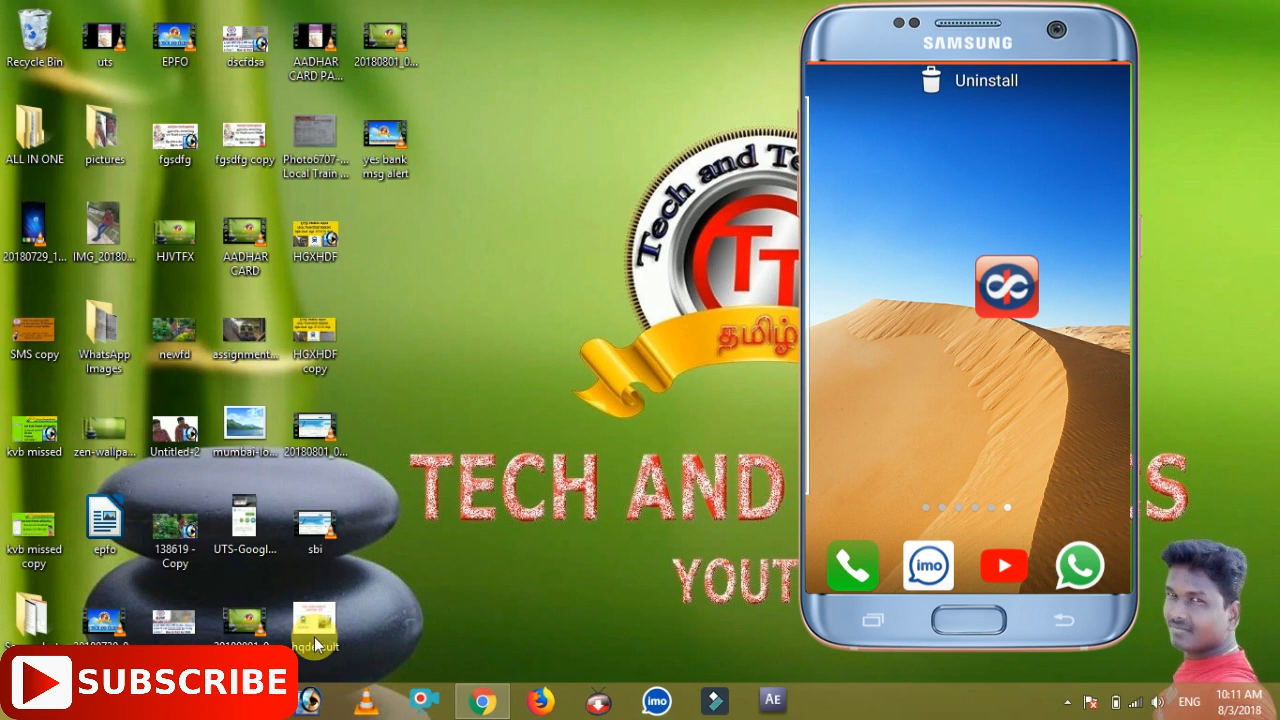 Recycle Bin
uts
EPFO
dscfdsa
AADHAR
CARD PA...
20180801_0...
ALL IN ONE
pictures
fgsdfg
fgsdfg copy
Photo6707-...
Local Train ...
yes bank
msg alert
20180729_1...
IMG_20180...
HJVTFX
AADHAR
CARD
HGXHDF
SMS copy
WhatsApp
Images
newfd
assignment...
HGXHDF
copy
kvb missed
zen-wallpa...
Untitled-2
mumbai-lo...
20180801_0...
kvb missed
copy
epfo
138619 -
Copy
UTS-Googl...
sbi
Tech and Te
TT
தமிழ்
TECH AND
S
YOUT
SAMSUNG
Uninstall
imo
SUBSCRIBE
imo
AE
ENG
10:11 AM
8/3/2018